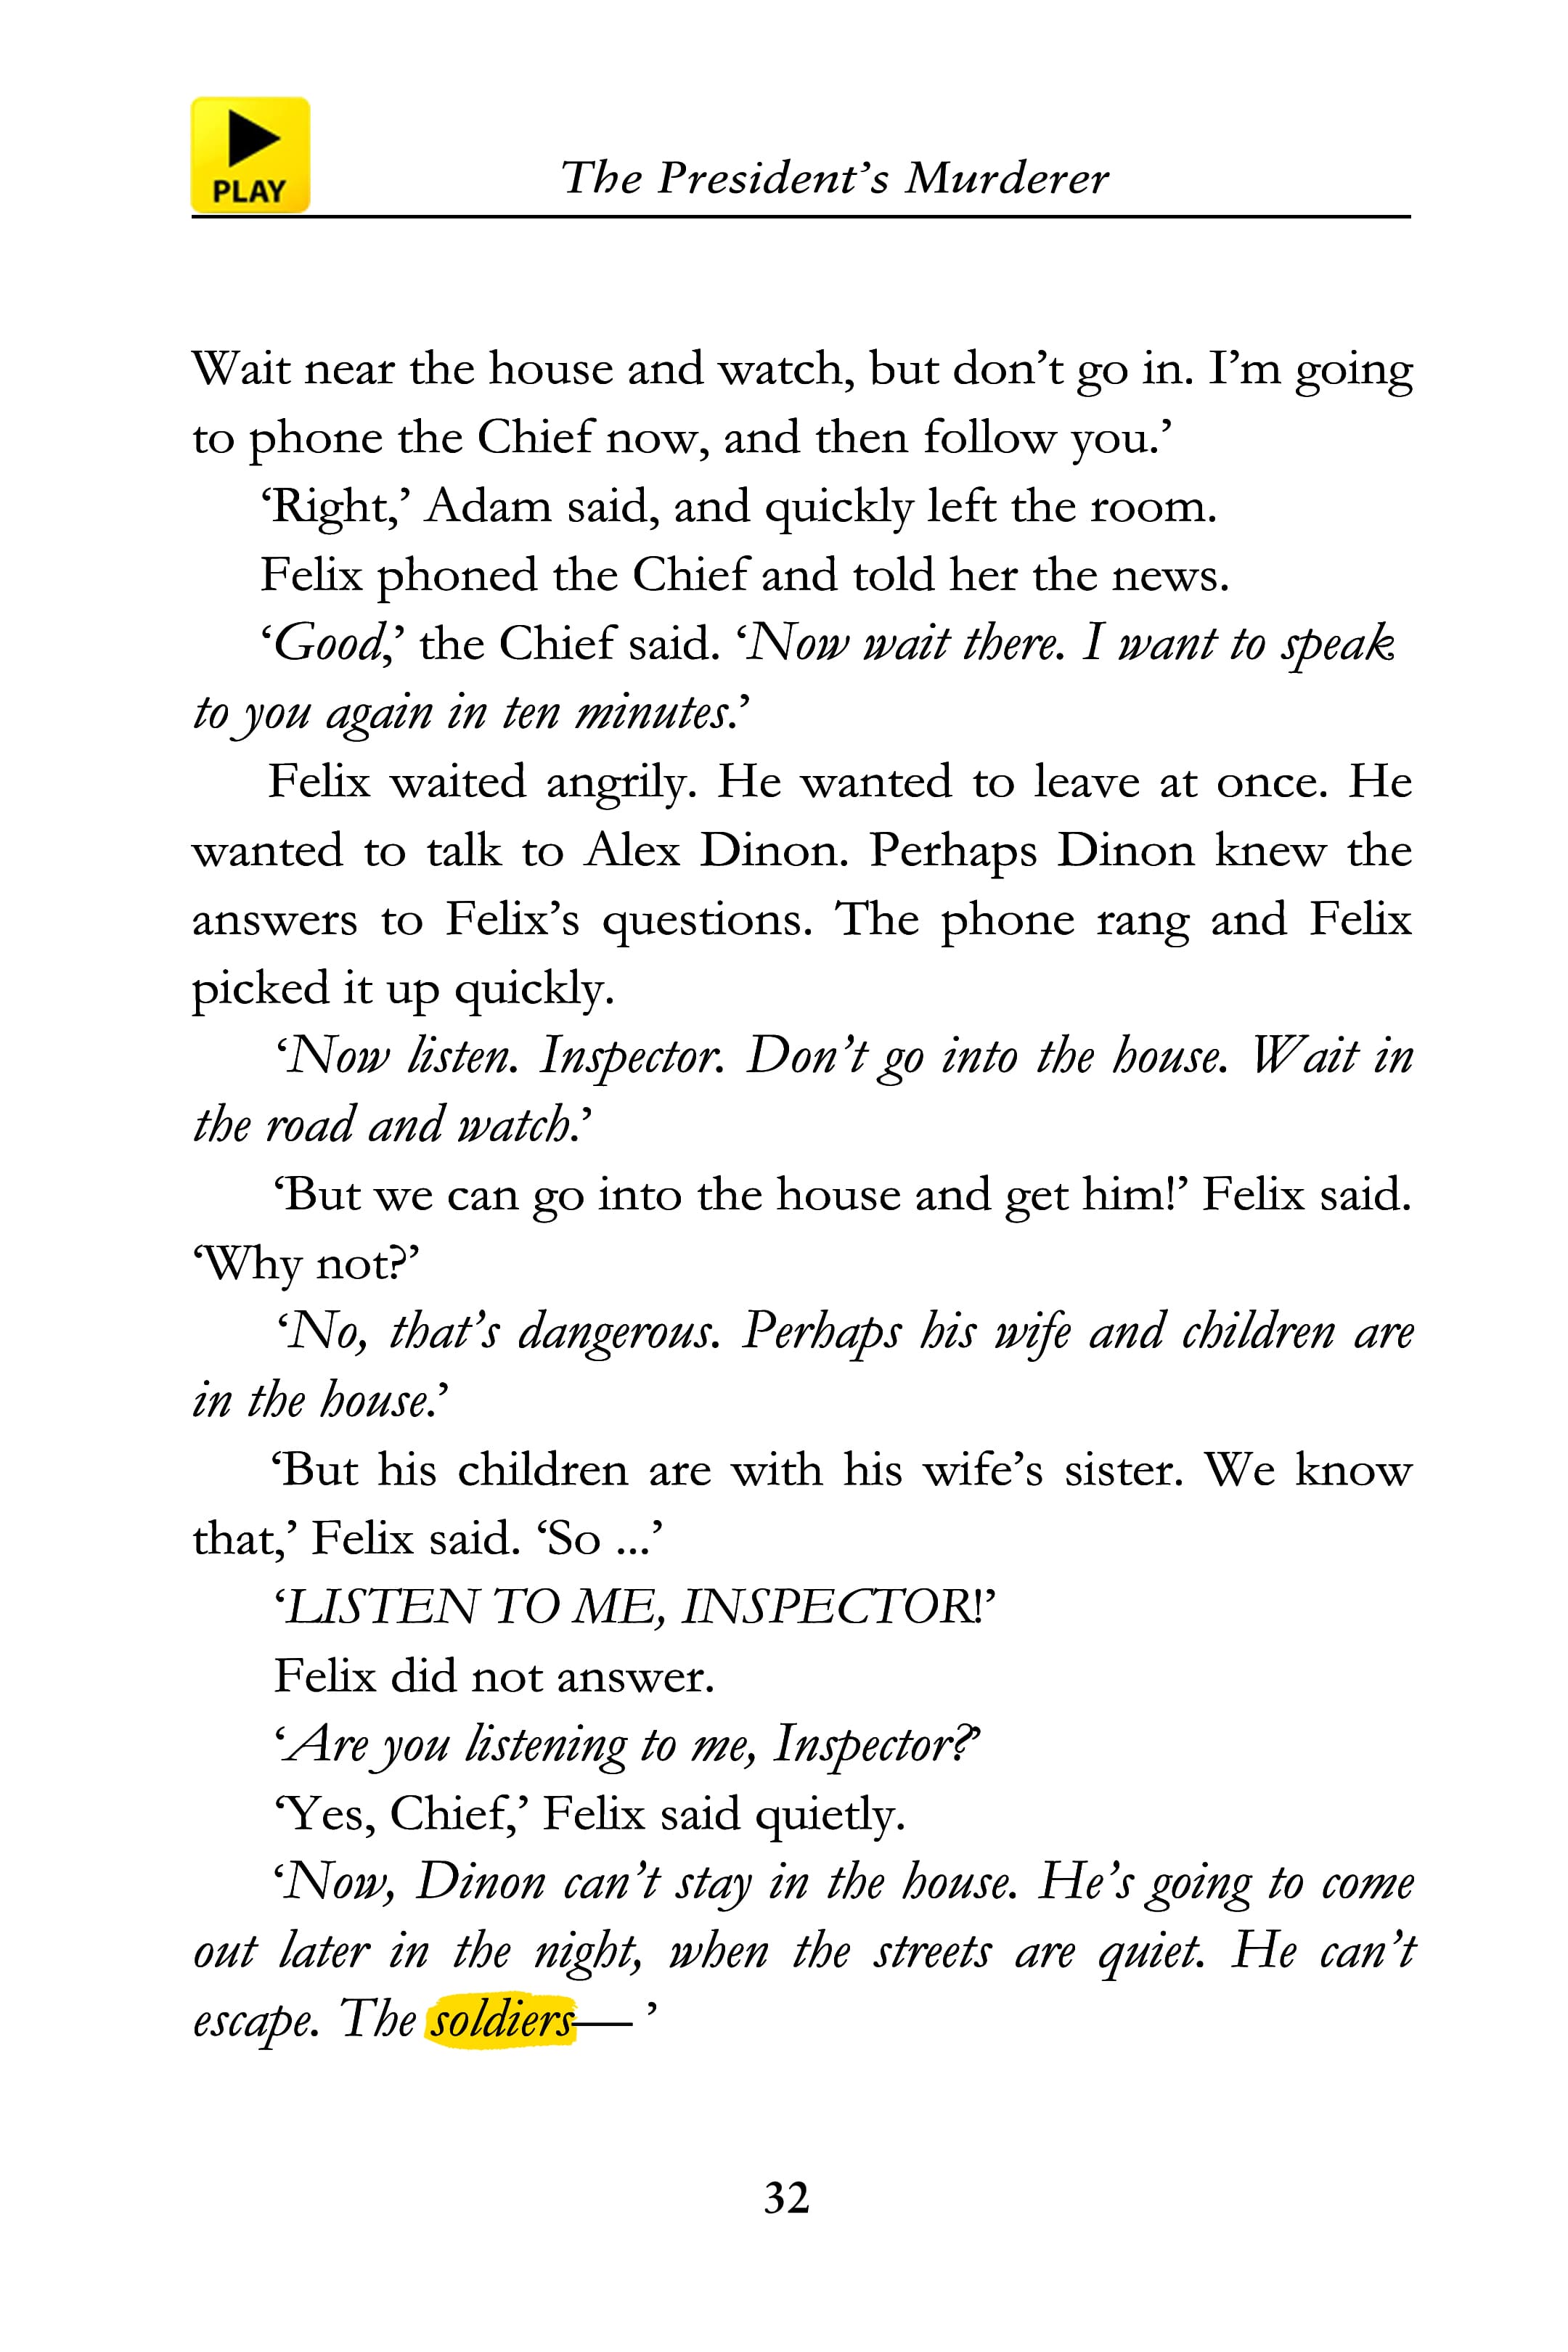 PLAY
The President’s Murderer
Wait near the house and watch, but don’t go in. I’m going
to phone the Chief now, and then follow you.’
‘Right,’ Adam said, and quickly left the room.
Felix phoned the Chief and told her the news.
‘Good,’ the Chief said. ‘Now wait there. I want to speak
to you again in ten minutes.’
Felix waited angrily. He wanted to leave at once. He
wanted to talk to Alex Dinon. Perhaps Dinon knew the
answers to Felix’s questions. The phone rang and Felix
picked it up quickly.
‘Now listen. Inspector. Don’t go into the house. Wait in
the road and watch.’
‘But we can go into the house and get him!’ Felix said.
‘Why not?’
‘No, that’s dangerous. Perhaps his wife and children are
in the house.’
‘But his children are with his wife’s sister. We know
that,’ Felix said. ‘So ...’
‘LISTEN TO ME, INSPECTOR!’
Felix did not answer.
‘Are you listening to me, Inspector?’
‘Yes, Chief,’ Felix said quietly.
‘Now, Dinon can’t stay in the house. He’s going to come
out later in the night, when the streets are quiet. He can’t
escape. The soldiers— ’
32